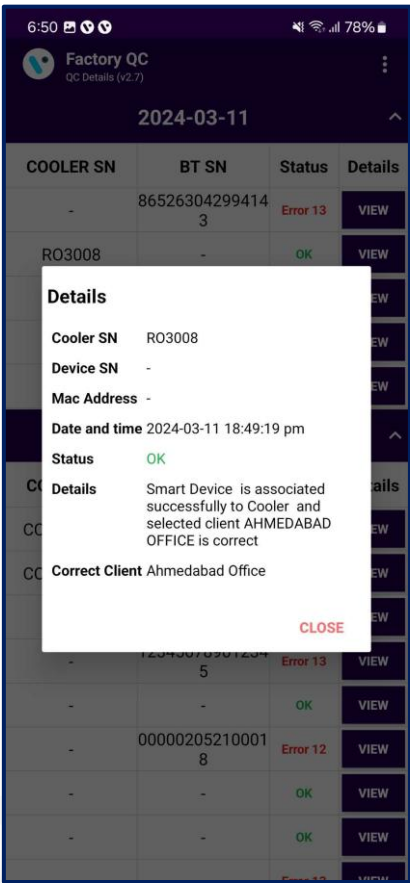 6:50 78%
Factory QC
QC Details (v2.7)
2024-03-11
COOLER SN BT SN Status Details
- 86526304299414 Error 13 VIEW
3
RO3008 - OK VIEW
Details
Cooler SN RO3008
Device SN -
Mac Address -
Date and time 2024-03-11 18:49:19 pm
Status OK
Details Smart Device is associated
successfully to Cooler and
selected client AHMEDABAD
OFFICE is correct
Correct Client Ahmedabad Office
CLOSE
- 5 Error 13 VIEW
- - OK VIEW
- 00000205210001 Error 12 VIEW
8
- - OK VIEW
- - OK VIEW